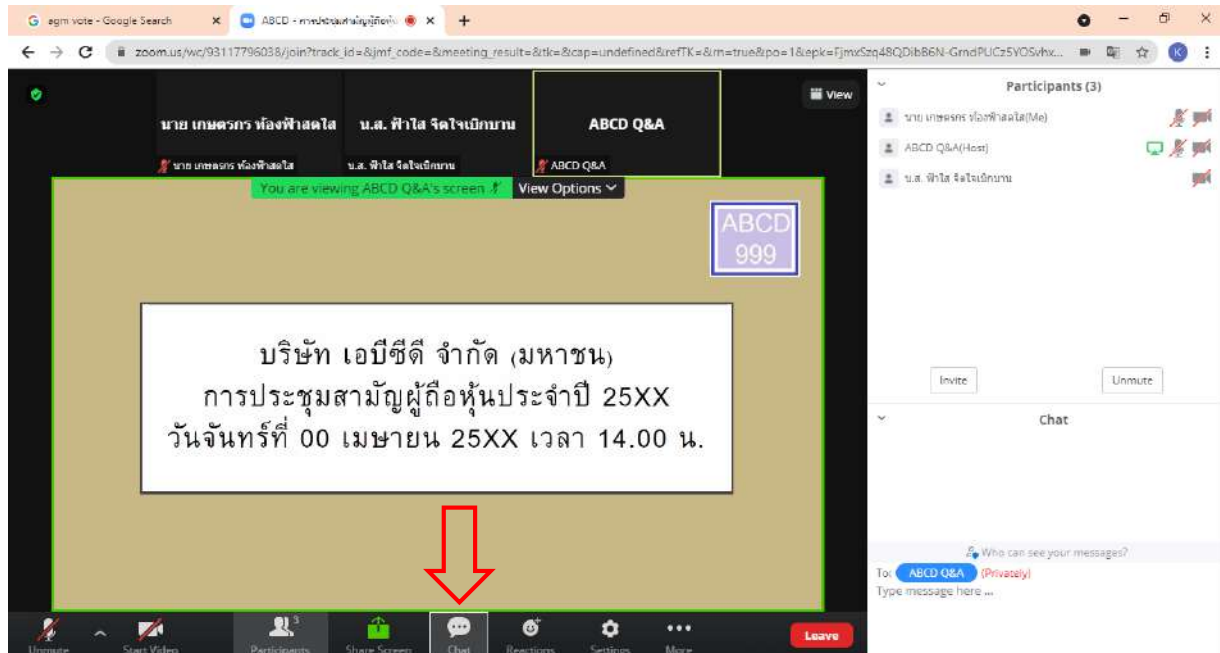 agm vote - Google Search
zoom.us/wc/93117796038/join?track_id=&jmf_code=&meeting_result=&tk=&cap=undefined&refTK=&rm=true&po=1&epk=
View
Participants (3)
นาย เกษตรกร ท้องฟ้าสดใส
น.ส. ฟ้าใส จิตใจเบิกบาน
ABCD Q&A
นาย เกษตรกร ท้องฟ้าสดใส
น.ส. ฟ้าใส จิตใจเบิกบาน
ABCD Q&A
นาย เกษตรกร ท้องฟ้าสดใส(Me)
ABCD Q&A(Host)
น.ส. ฟ้าใส จิตใจเบิกบาน
You are viewing ABCD Q&A's screen
View Options
ABCD
999
บริษัท เอบีซีดี จำกัด (มหาชน)
การประชุมสามัญผู้ถือหุ้นประจำปี 25XX
วันจันทร์ที่ 00 เมษายน 25XX เวลา 14.00 น.
Invite
Unmute
Chat
Who can see your messages?
To: ABCD Q&A (Privately)
Type message here ...
Unmute
Start Video
Participants
3
Share Screen
Chat
Reactions
Settings
More
Leave
K